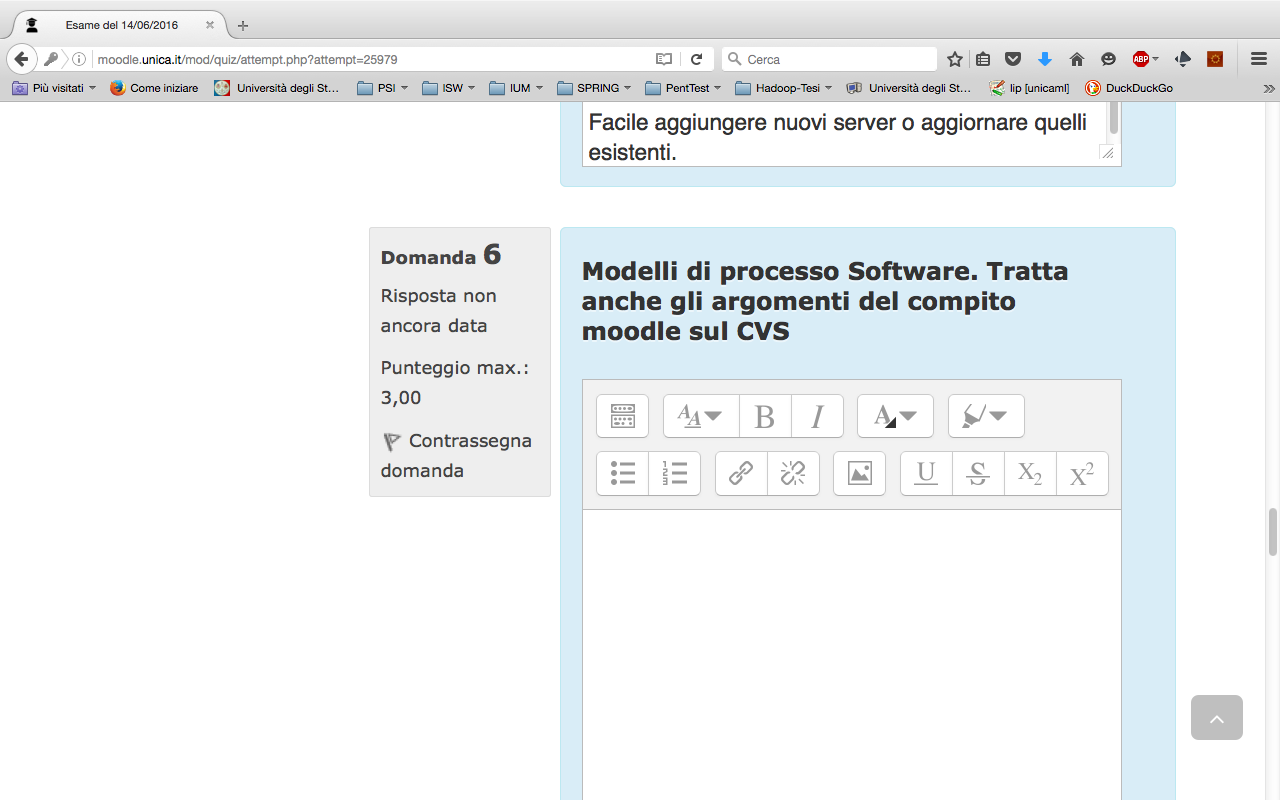 Esame del 14/06/2016
moodle.unica.it/mod/quiz/attempt.php?attempt=25979
Cerca
ABP
Più visitati
Come iniziare
Università degli St...
PSI
ISW
IUM
SPRING
PentTest
Hadoop-Tesi
Università degli St...
lip [unicaml]
DuckDuckGo
Facile aggiungere nuovi server o aggiornare quelli
esistenti.
Domanda 6
Risposta non
ancora data
Punteggio max.:
3,00
Contrassegna
domanda
Modelli di processo Software. Tratta
anche gli argomenti del compito
moodle sul CVS